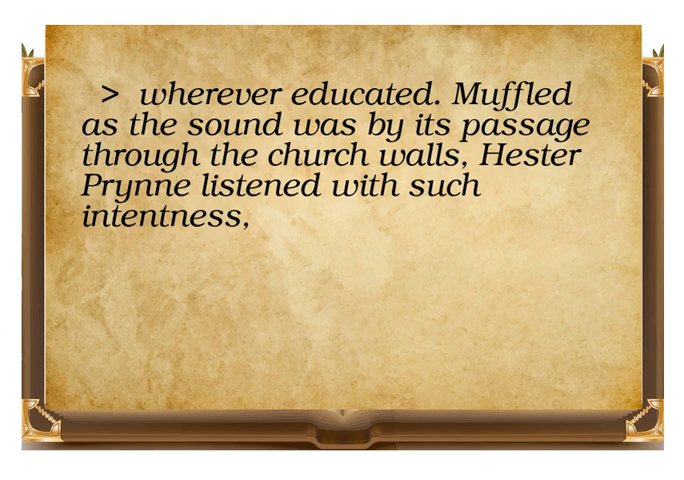 > wherever educated. Muffled
as the sound was by its passage
through the church walls, Hester
Prynne listened with such
intentness,